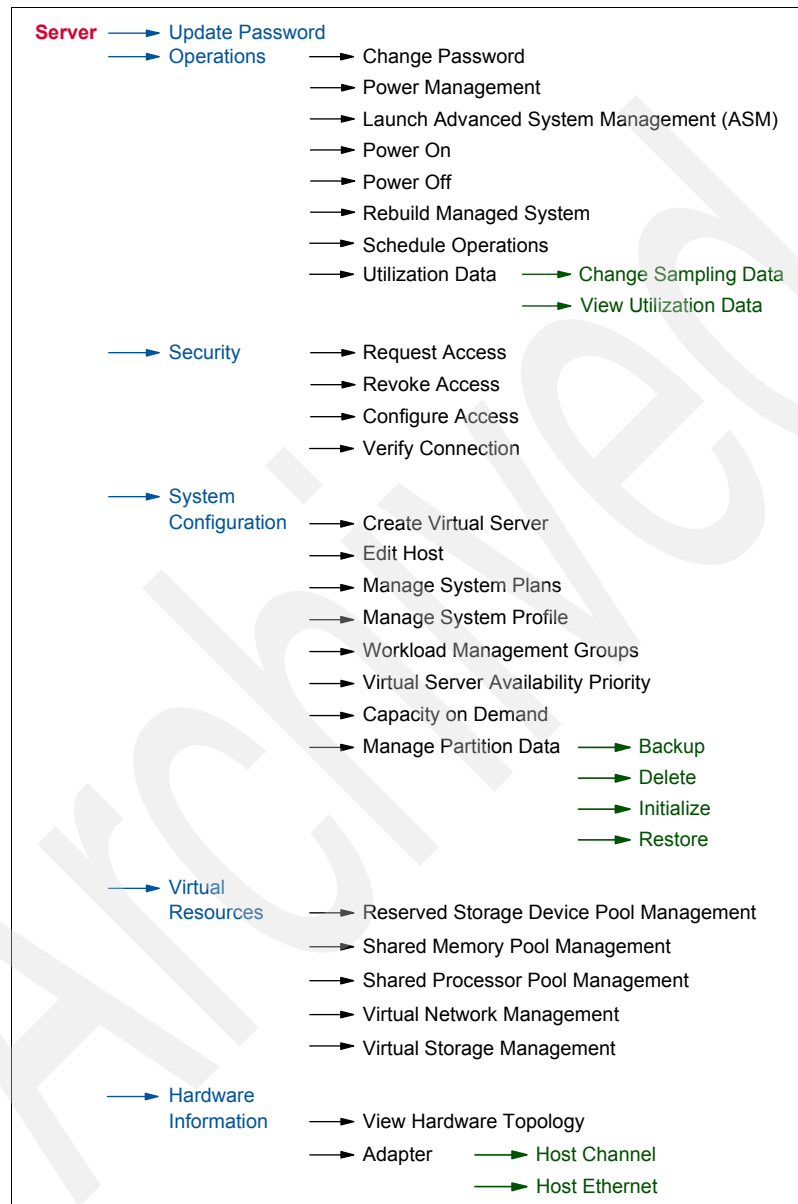 Server Update Password
Operations Change Password
Power Management
Launch Advanced System Management (ASM)
Power On
Power Off
Rebuild Managed System
Schedule Operations
Utilization Data Change Sampling Data
View Utilization Data
Security Request Access
Revoke Access
Configure Access
Verify Connection
System
Configuration Create Virtual Server
Edit Host
Manage System Plans
Manage System Profile
Workload Management Groups
Virtual Server Availability Priority
Capacity on Demand
Manage Partition Data Backup
Delete
Initialize
Restore
Virtual
Resources Reserved Storage Device Pool Management
Shared Memory Pool Management
Shared Processor Pool Management
Virtual Network Management
Virtual Storage Management
Hardware
Information View Hardware Topology
Adapter Host Channel
Host Ethernet
Archived